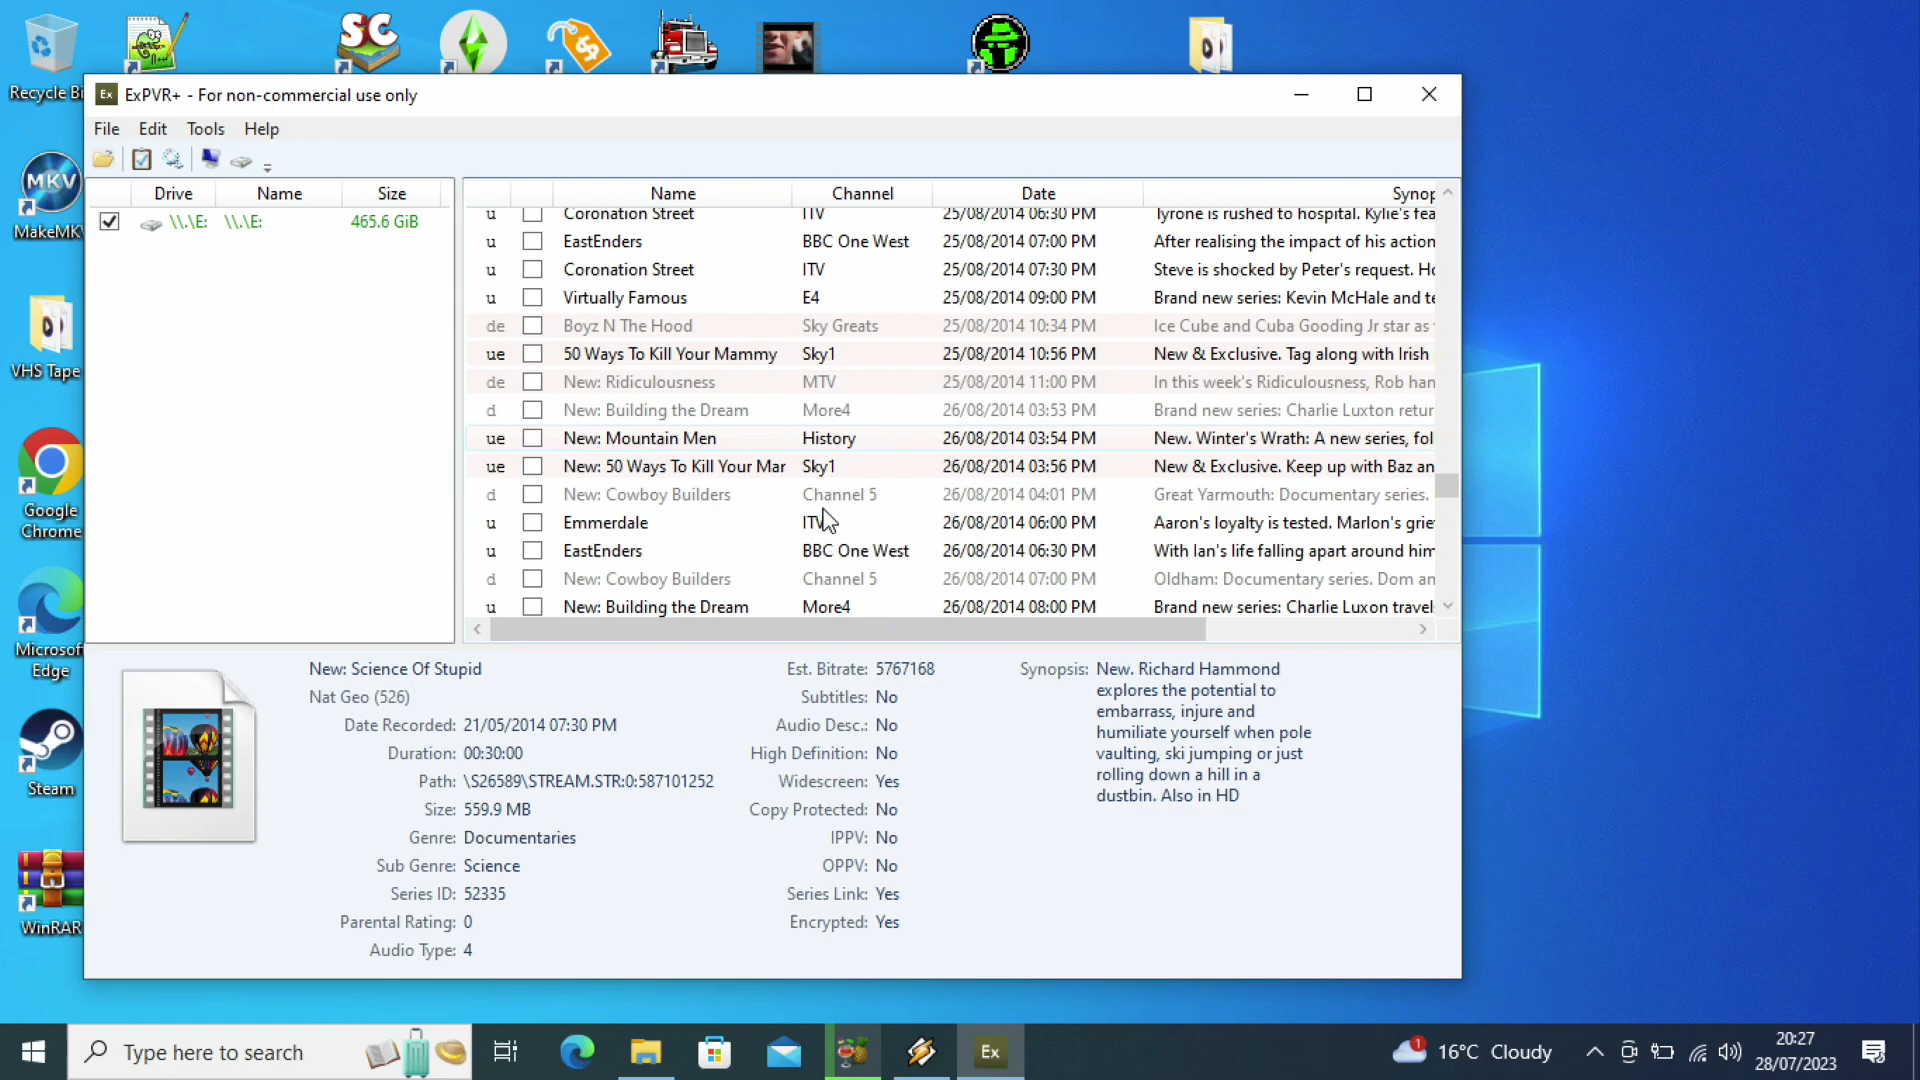 Recycle Bi
SC
ExPVR+ - For non-commercial use only
File Edit Tools Help
Drive Name Size
\\.\E: \\.\E: 465.6 GiB
Name Channel Date Synop
u Coronation Street ITV 25/08/2014 06:30 PM Tyrone is rushed to hospital. Kylie's fea
u EastEnders BBC One West 25/08/2014 07:00 PM After realising the impact of his action
u Coronation Street ITV 25/08/2014 07:30 PM Steve is shocked by Peter's request. Ho
u Virtually Famous E4 25/08/2014 09:00 PM Brand new series: Kevin McHale and te
de Boyz N The Hood Sky Greats 25/08/2014 10:34 PM Ice Cube and Cuba Gooding Jr star as
ue 50 Ways To Kill Your Mammy Sky1 25/08/2014 10:56 PM New & Exclusive. Tag along with Irish
de New: Ridiculousness MTV 25/08/2014 11:00 PM In this week's Ridiculousness, Rob han
d New: Building the Dream More4 26/08/2014 03:53 PM Brand new series: Charlie Luxton retur
ue New: Mountain Men History 26/08/2014 03:54 PM New. Winter's Wrath: A new series, fol
ue New: 50 Ways To Kill Your Mar Sky1 26/08/2014 03:56 PM New & Exclusive. Keep up with Baz an
d New: Cowboy Builders Channel 5 26/08/2014 04:01 PM Great Yarmouth: Documentary series.
u Emmerdale ITV 26/08/2014 06:00 PM Aaron's loyalty is tested. Marlon's grie
u EastEnders BBC One West 26/08/2014 06:30 PM With Ian's life falling apart around him
d New: Cowboy Builders Channel 5 26/08/2014 07:00 PM Oldham: Documentary series. Dom an
u New: Building the Dream More4 26/08/2014 08:00 PM Brand new series: Charlie Luxon travel
MKV
MakeMK
VHS Tape
Google
Chrome
Microsof
Edge
Steam
WinRAR
New: Science Of Stupid
Nat Geo (526)
Date Recorded: 21/05/2014 07:30 PM
Duration: 00:30:00
Path: \S26589\STREAM.STR:0:587101252
Size: 559.9 MB
Genre: Documentaries
Sub Genre: Science
Series ID: 52335
Parental Rating: 0
Audio Type: 4
Est. Bitrate: 5767168
Subtitles: No
Audio Desc.: No
High Definition: No
Widescreen: Yes
Copy Protected: No
IPPV: No
OPPV: No
Series Link: Yes
Encrypted: Yes
Synopsis: New. Richard Hammond
explores the potential to
embarrass, injure and
humiliate yourself when pole
vaulting, ski jumping or just
rolling down a hill in a
dustbin. Also in HD
Type here to search
Ex
1
16°C Cloudy
20:27
28/07/2023